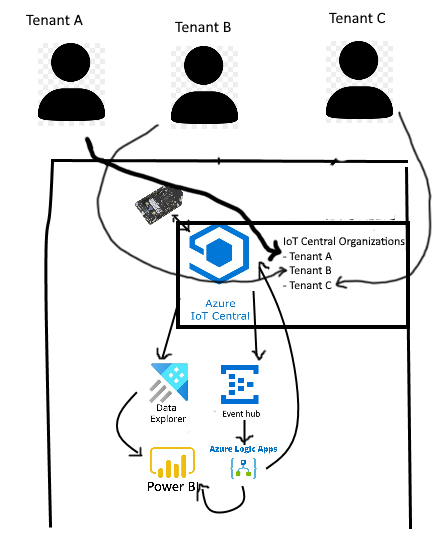 Tenant A
Tenant B
Tenant C
IoT Central Organizations
- Tenant A
- Tenant B
- Tenant C
Azure
IoT Central
Data
Explorer
Event hub
Azure Logic Apps
Power BI